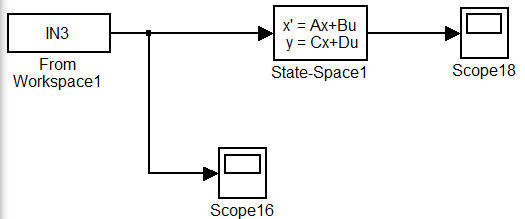 IN3
From
Workspace1
x' = Ax+Bu
y = Cx+Du
State-Space1
Scope18
Scope16